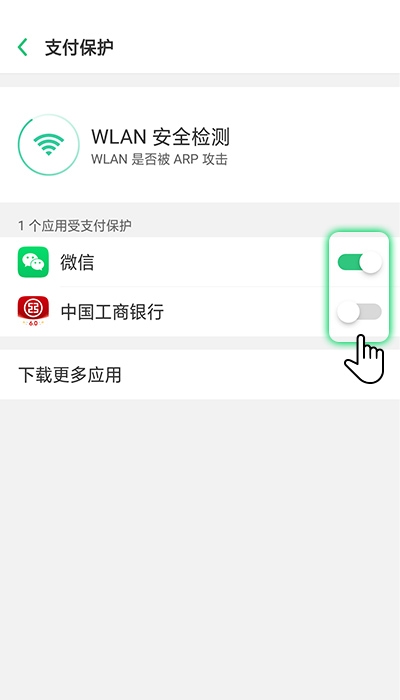 支付保护
WLAN 安全检测
WLAN 是否被 ARP 攻击
1 个应用受支付保护
微信
中国工商银行
6.0
下载更多应用